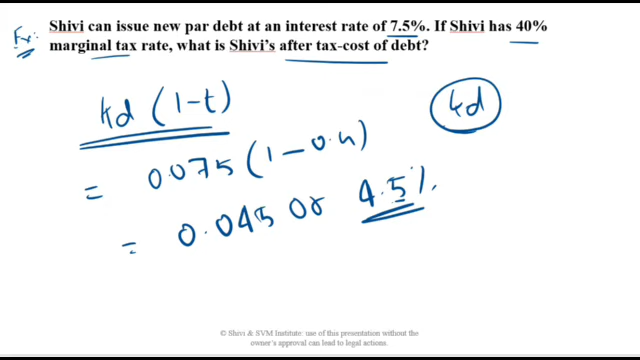 Ex: Shivi can issue new par debt at an interest rate of 7.5%. If Shivi has 40%
marginal tax rate, what is Shivi's after tax-cost of debt?
kd (1-t)
kd
= 0.075 (1-0.4)
= 0.045 or 4.5%
© Shivi & SVM Institute: use of this presentation without the
owner's approval can lead to legal actions.